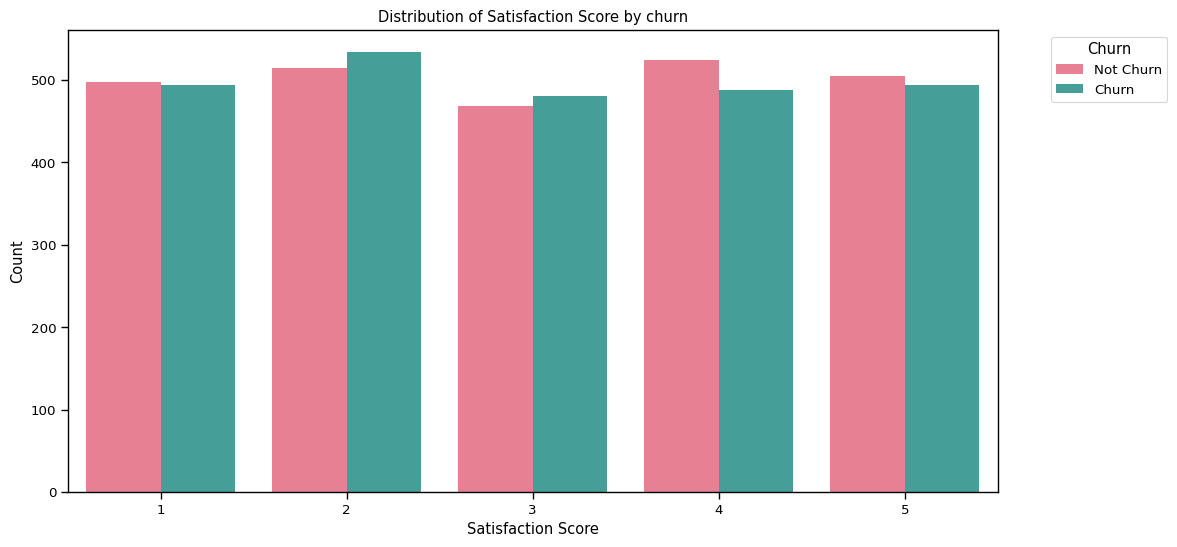 Distribution of Satisfaction Score by churn
Churn
Not Churn
Churn
500
400
300
200
100
0
Count
1 2 3 4 5
Satisfaction Score